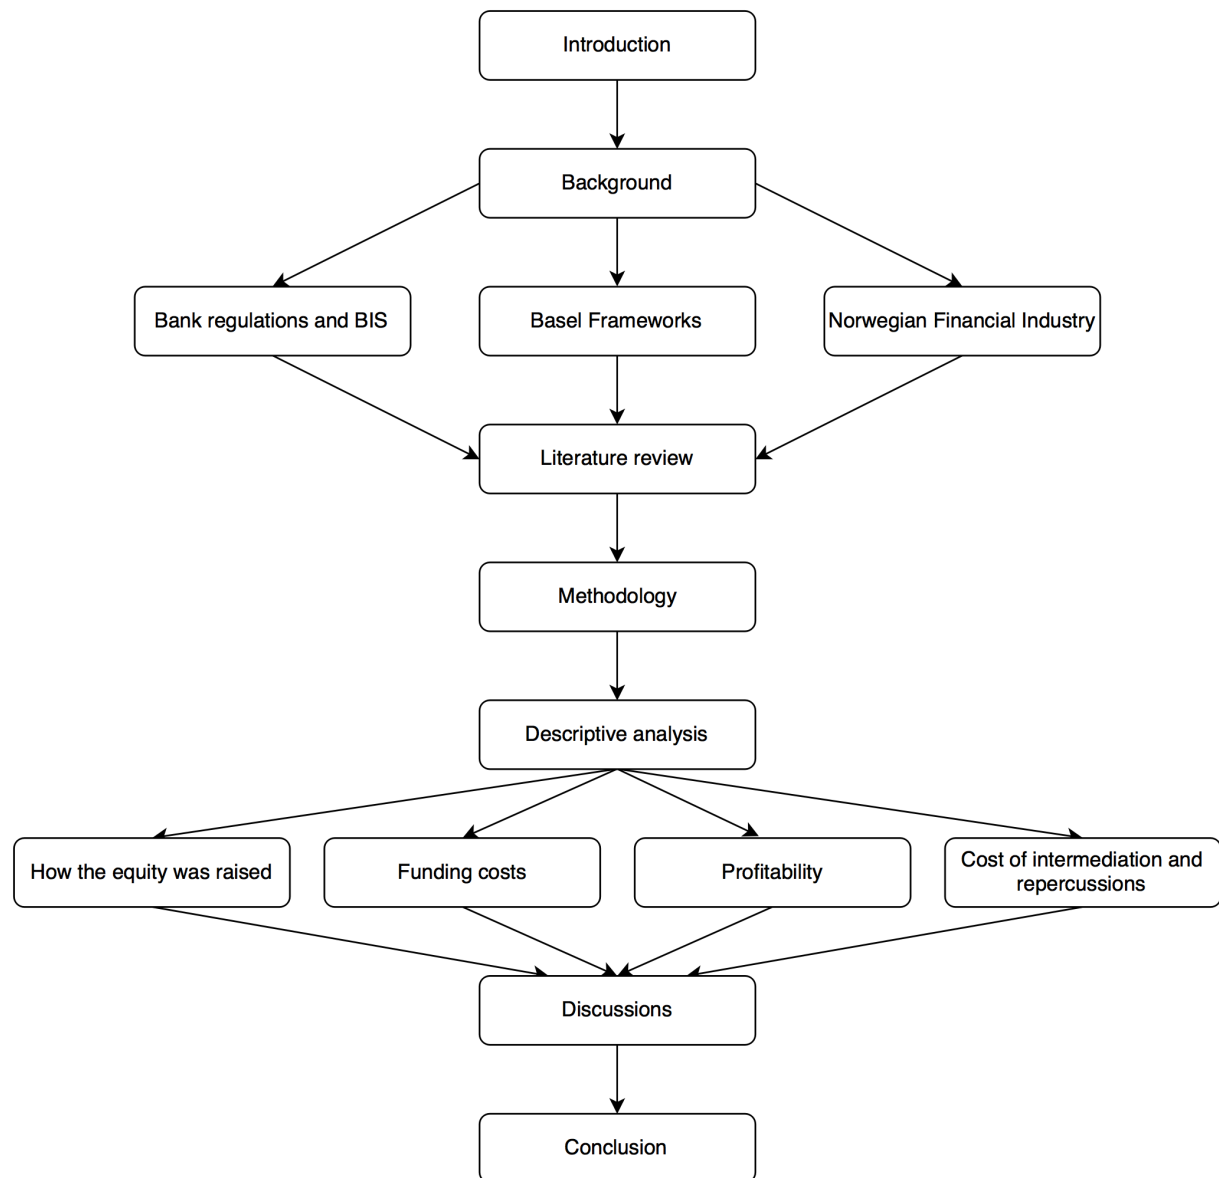 Introduction
Background
Bank regulations and BIS
Basel Frameworks
Norwegian Financial Industry
Literature review
Methodology
Descriptive analysis
How the equity was raised
Funding costs
Profitability
Cost of intermediation and
repercussions
Discussions
Conclusion